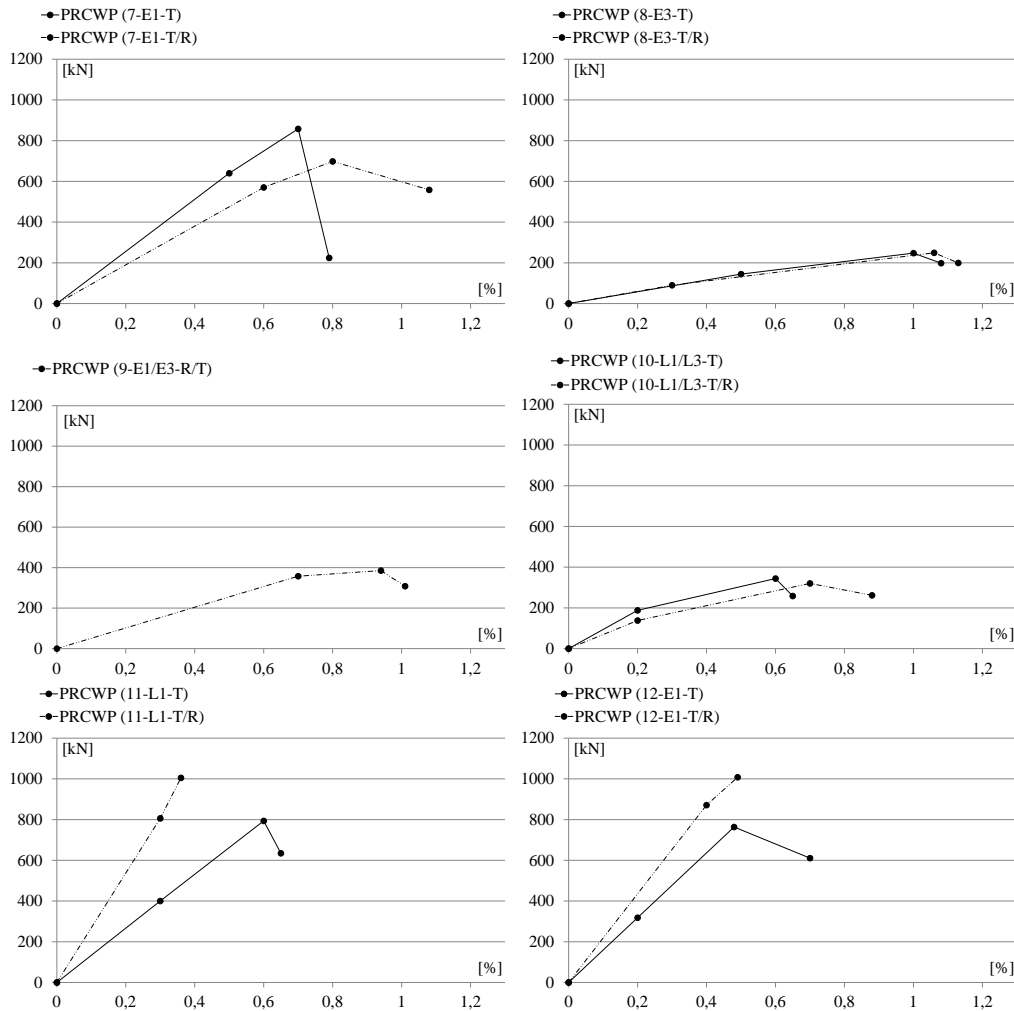 PRCWP (7-E1-T)
PRCWP (7-E1-T/R)
[kN]
1200
1000
800
600
400
200
0
[%]
0 0,2 0,4 0,6 0,8 1 1,2
PRCWP (8-E3-T)
PRCWP (8-E3-T/R)
[kN]
1200
1000
800
600
400
200
0
[%]
0 0,2 0,4 0,6 0,8 1 1,2
PRCWP (9-E1/E3-R/T)
[kN]
1200
1000
800
600
400
200
0
[%]
0 0,2 0,4 0,6 0,8 1 1,2
PRCWP (10-L1/L3-T)
PRCWP (10-L1/L3-T/R)
[kN]
1200
1000
800
600
400
200
0
[%]
0 0,2 0,4 0,6 0,8 1 1,2
PRCWP (11-L1-T)
PRCWP (11-L1-T/R)
[kN]
1200
1000
800
600
400
200
0
[%]
0 0,2 0,4 0,6 0,8 1 1,2
PRCWP (12-E1-T)
PRCWP (12-E1-T/R)
[kN]
1200
1000
800
600
400
200
0
[%]
0 0,2 0,4 0,6 0,8 1 1,2